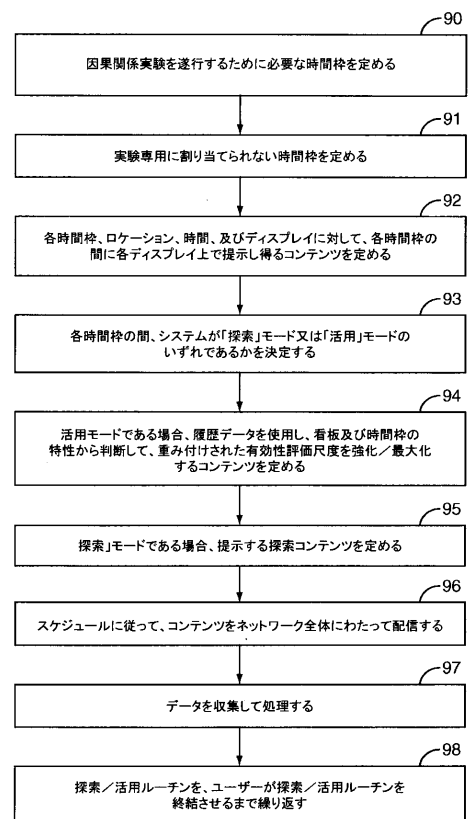 90
因果関係実験を遂行するために必要な時間枠を定める
91
実験専用に割り当てられない時間枠を定める
92
各時間枠、ロケーション、時間、及びディスプレイに対して、各時間枠の
間に各ディスプレイ上で提示し得るコンテンツを定める
93
各時間枠の間、システムが「探索」モード又は「活用」モードの
いずれであるかを決定する
94
活用モードである場合、履歴データを使用し、看板及び時間枠の
特性から判断して、重み付けされた有効性評価尺度を強化／最大化
するコンテンツを定める
95
探索」モードである場合、提示する探索コンテンツを定める
96
スケジュールに従って、コンテンツをネットワーク全体にわたって配信する
97
データを収集して処理する
98
探索／活用ルーチンを、ユーザーが探索／活用ルーチンを
終結させるまで繰り返す